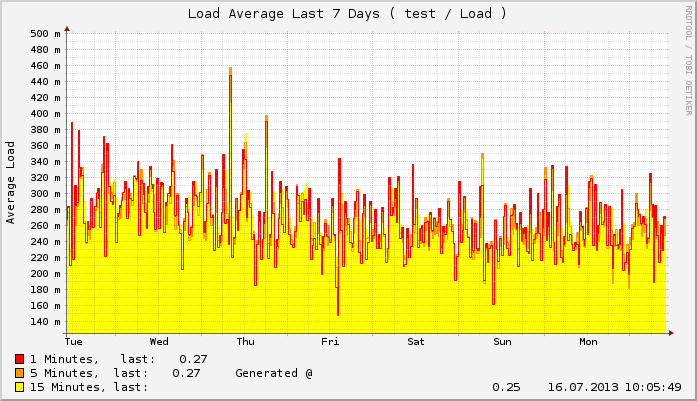 Load Average Last 7 Days ( test / Load )
RRDTOOL / TOBI OETIKER
Average Load
500 m
480 m
460 m
440 m
420 m
400 m
380 m
360 m
340 m
320 m
300 m
280 m
260 m
240 m
220 m
200 m
180 m
160 m
140 m
Tue Wed Thu Fri Sat Sun Mon
1 Minutes, last: 0.27
5 Minutes, last: 0.27 Generated @
15 Minutes, last: 0.25 16.07.2013 10:05:49